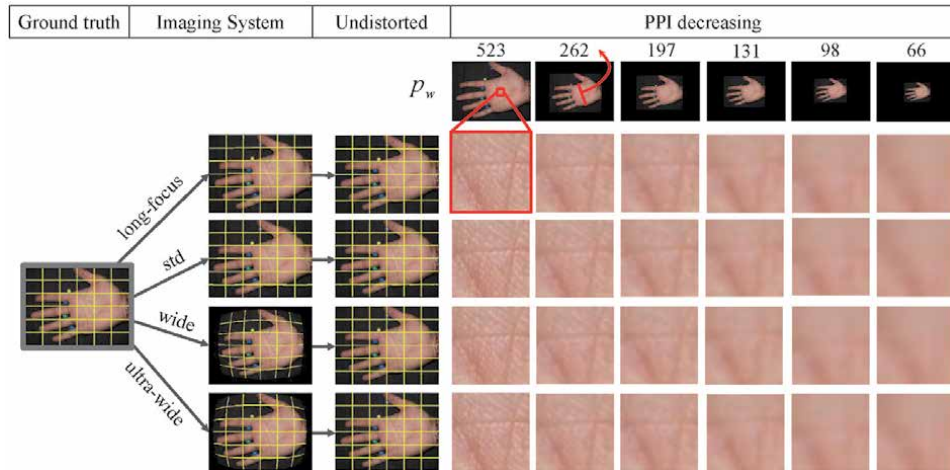 Ground truth Imaging System Undistorted PPI decreasing
523 262 197 131 98 66
p_w
long-focus
std
wide
ultra-wide